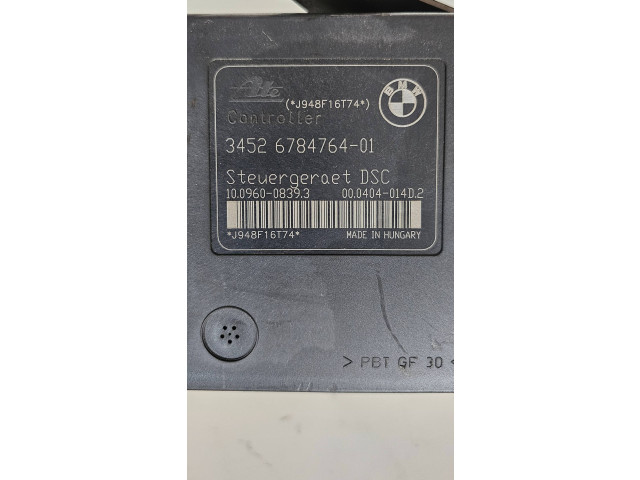 Ate
(*J948F16T74*)
BMW
Controller
3452 6784764-01
Steuergeraet DSC
10.0960-0839.3 00.0404-014D.2
*J948F16T74* MADE IN HUNGARY
> PBT GF 30 <